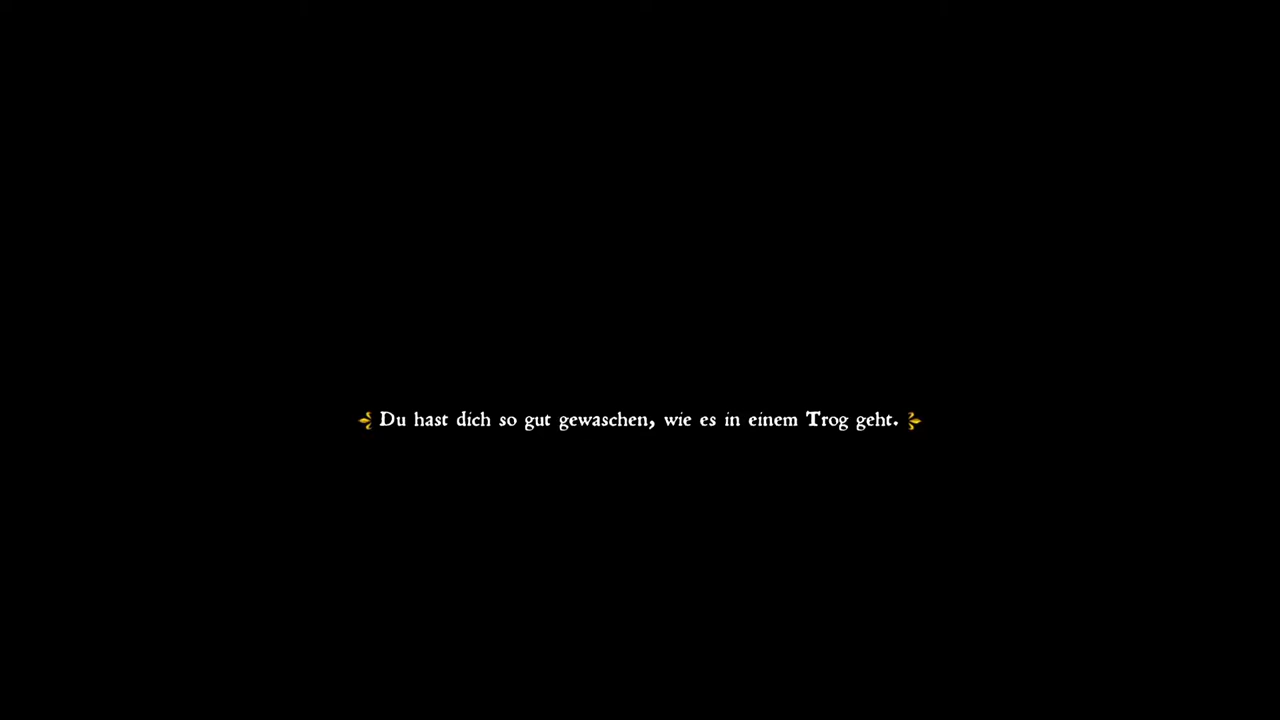 Du hast dich so gut gewaschen, wie es in einem Trog geht.